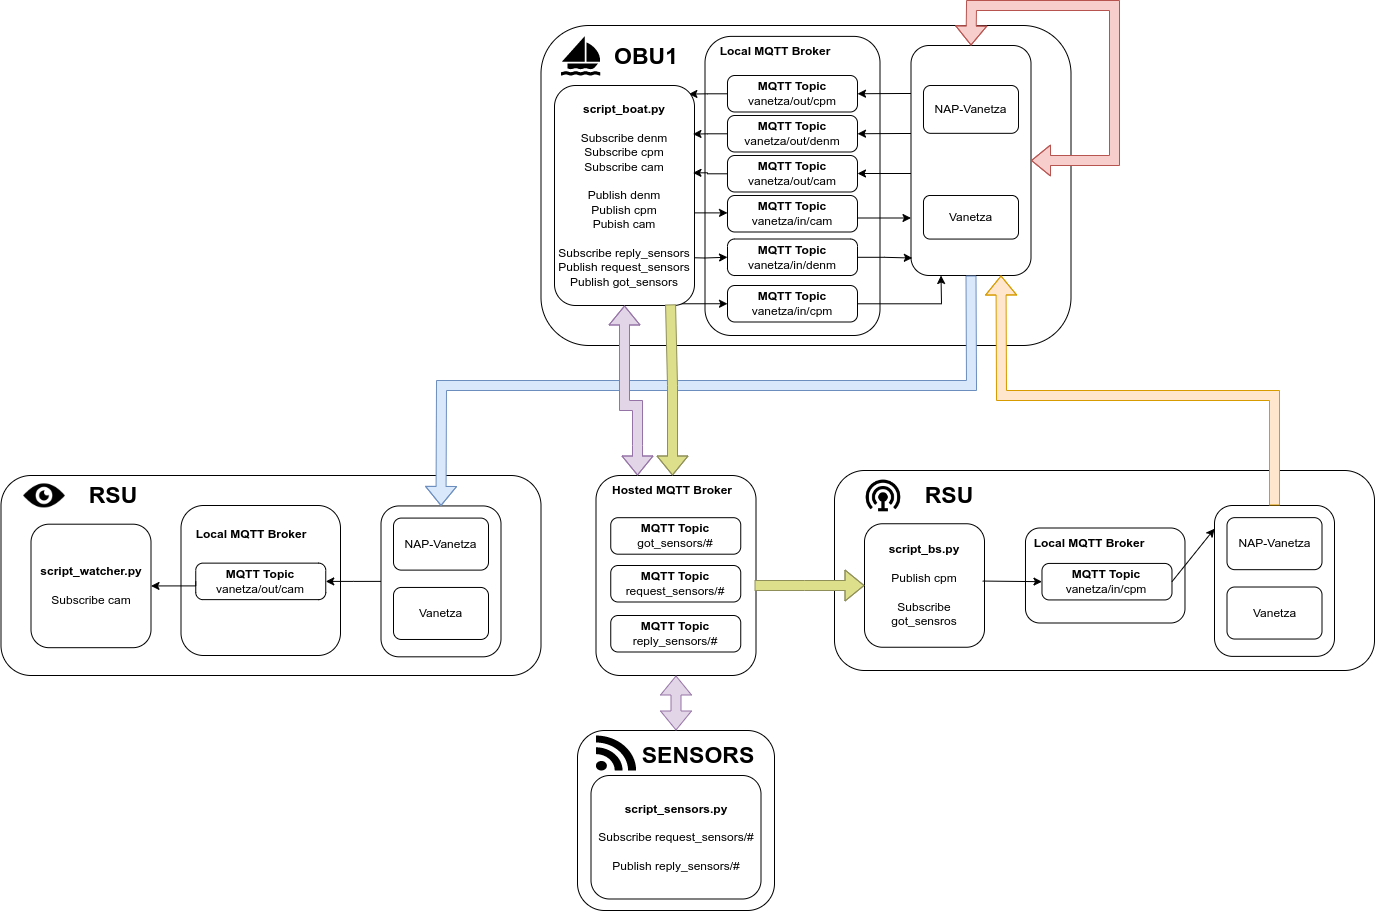 OBU1
script_boat.py
Subscribe denm
Subscribe cpm
Subscribe cam
Publish denm
Publish cpm
Pubish cam
Subscribe reply_sensors
Publish request_sensors
Publish got_sensors
Local MQTT Broker
MQTT Topic
vanetza/out/cpm
MQTT Topic
vanetza/out/denm
MQTT Topic
vanetza/out/cam
MQTT Topic
vanetza/in/cam
MQTT Topic
vanetza/in/denm
MQTT Topic
vanetza/in/cpm
NAP-Vanetza
Vanetza
RSU
script_watcher.py
Subscribe cam
Local MQTT Broker
MQTT Topic
vanetza/out/cam
NAP-Vanetza
Vanetza
Hosted MQTT Broker
MQTT Topic
got_sensors/#
MQTT Topic
request_sensors/#
MQTT Topic
reply_sensors/#
RSU
script_bs.py
Publish cpm
Subscribe
got_sensros
Local MQTT Broker
MQTT Topic
vanetza/in/cpm
NAP-Vanetza
Vanetza
SENSORS
script_sensors.py
Subscribe request_sensors/#
Publish reply_sensors/#